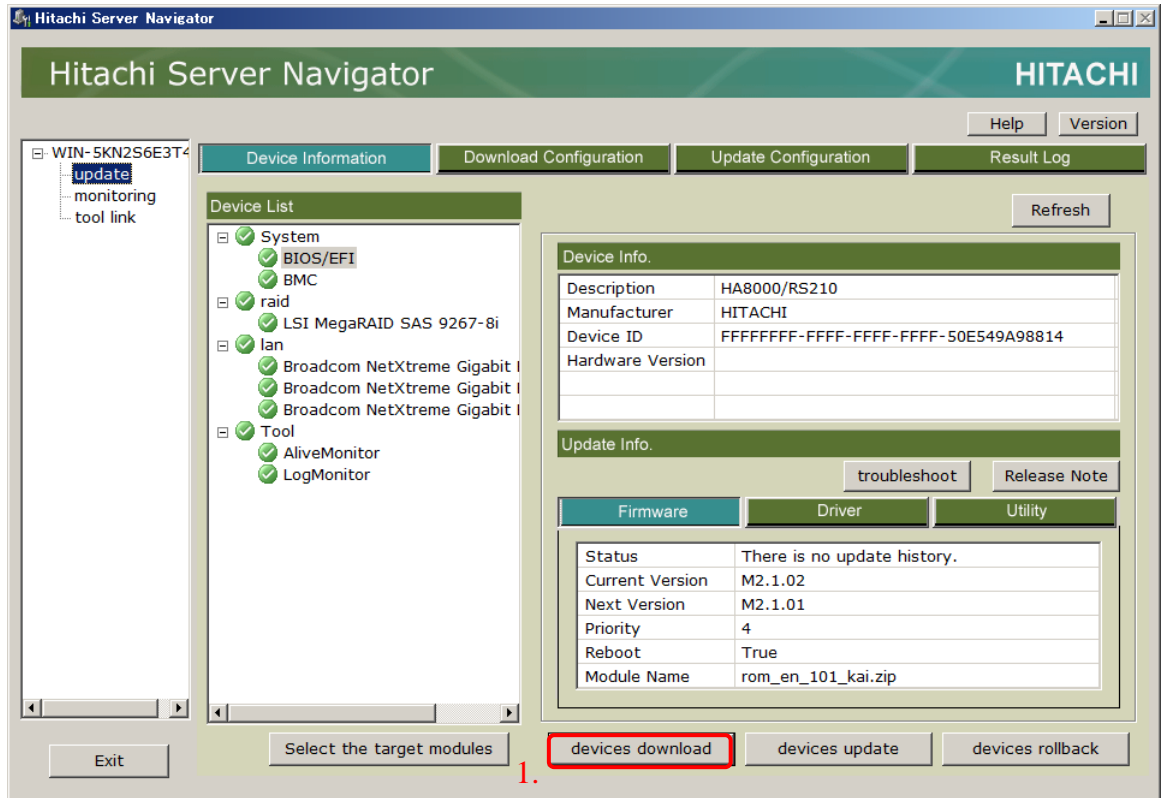 Hitachi Server Navigator
Hitachi Server Navigator
HITACHI
Help
Version
WIN-5KN2S6E3T4
update
monitoring
tool link
Device Information
Download Configuration
Update Configuration
Result Log
Device List
Refresh
System
BIOS/EFI
BMC
raid
LSI MegaRAID SAS 9267-8i
lan
Broadcom NetXtreme Gigabit
Broadcom NetXtreme Gigabit
Broadcom NetXtreme Gigabit
Tool
AliveMonitor
LogMonitor
Device Info.
Description HA8000/RS210
Manufacturer HITACHI
Device ID FFFFFFFF-FFFF-FFFF-FFFF-50E549A98814
Hardware Version
Update Info.
troubleshoot
Release Note
Firmware
Driver
Utility
Status There is no update history.
Current Version M2.1.02
Next Version M2.1.01
Priority 4
Reboot True
Module Name rom_en_101_kai.zip
Exit
Select the target modules
1.
devices download
devices update
devices rollback